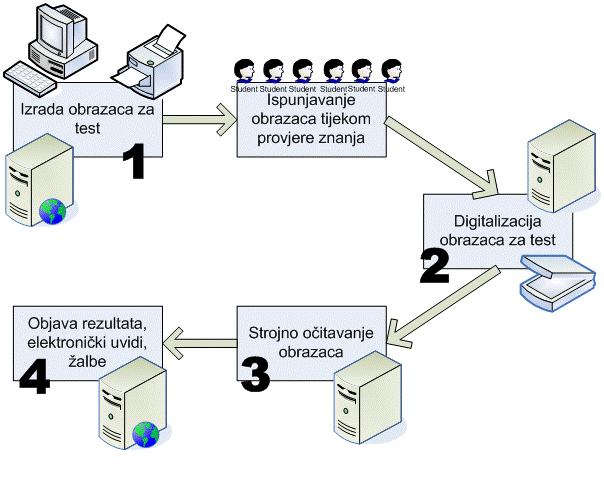 Izrada obrazaca za
test
1
Student Student Student Student Student Student
Ispunjavanje
obrazaca tijekom
provjere znanja
Digitalizacija
obrazaca za test
2
Strojno očitavanje
obrazaca
3
Objava rezultata,
elektronički uvidi,
žalbe
4